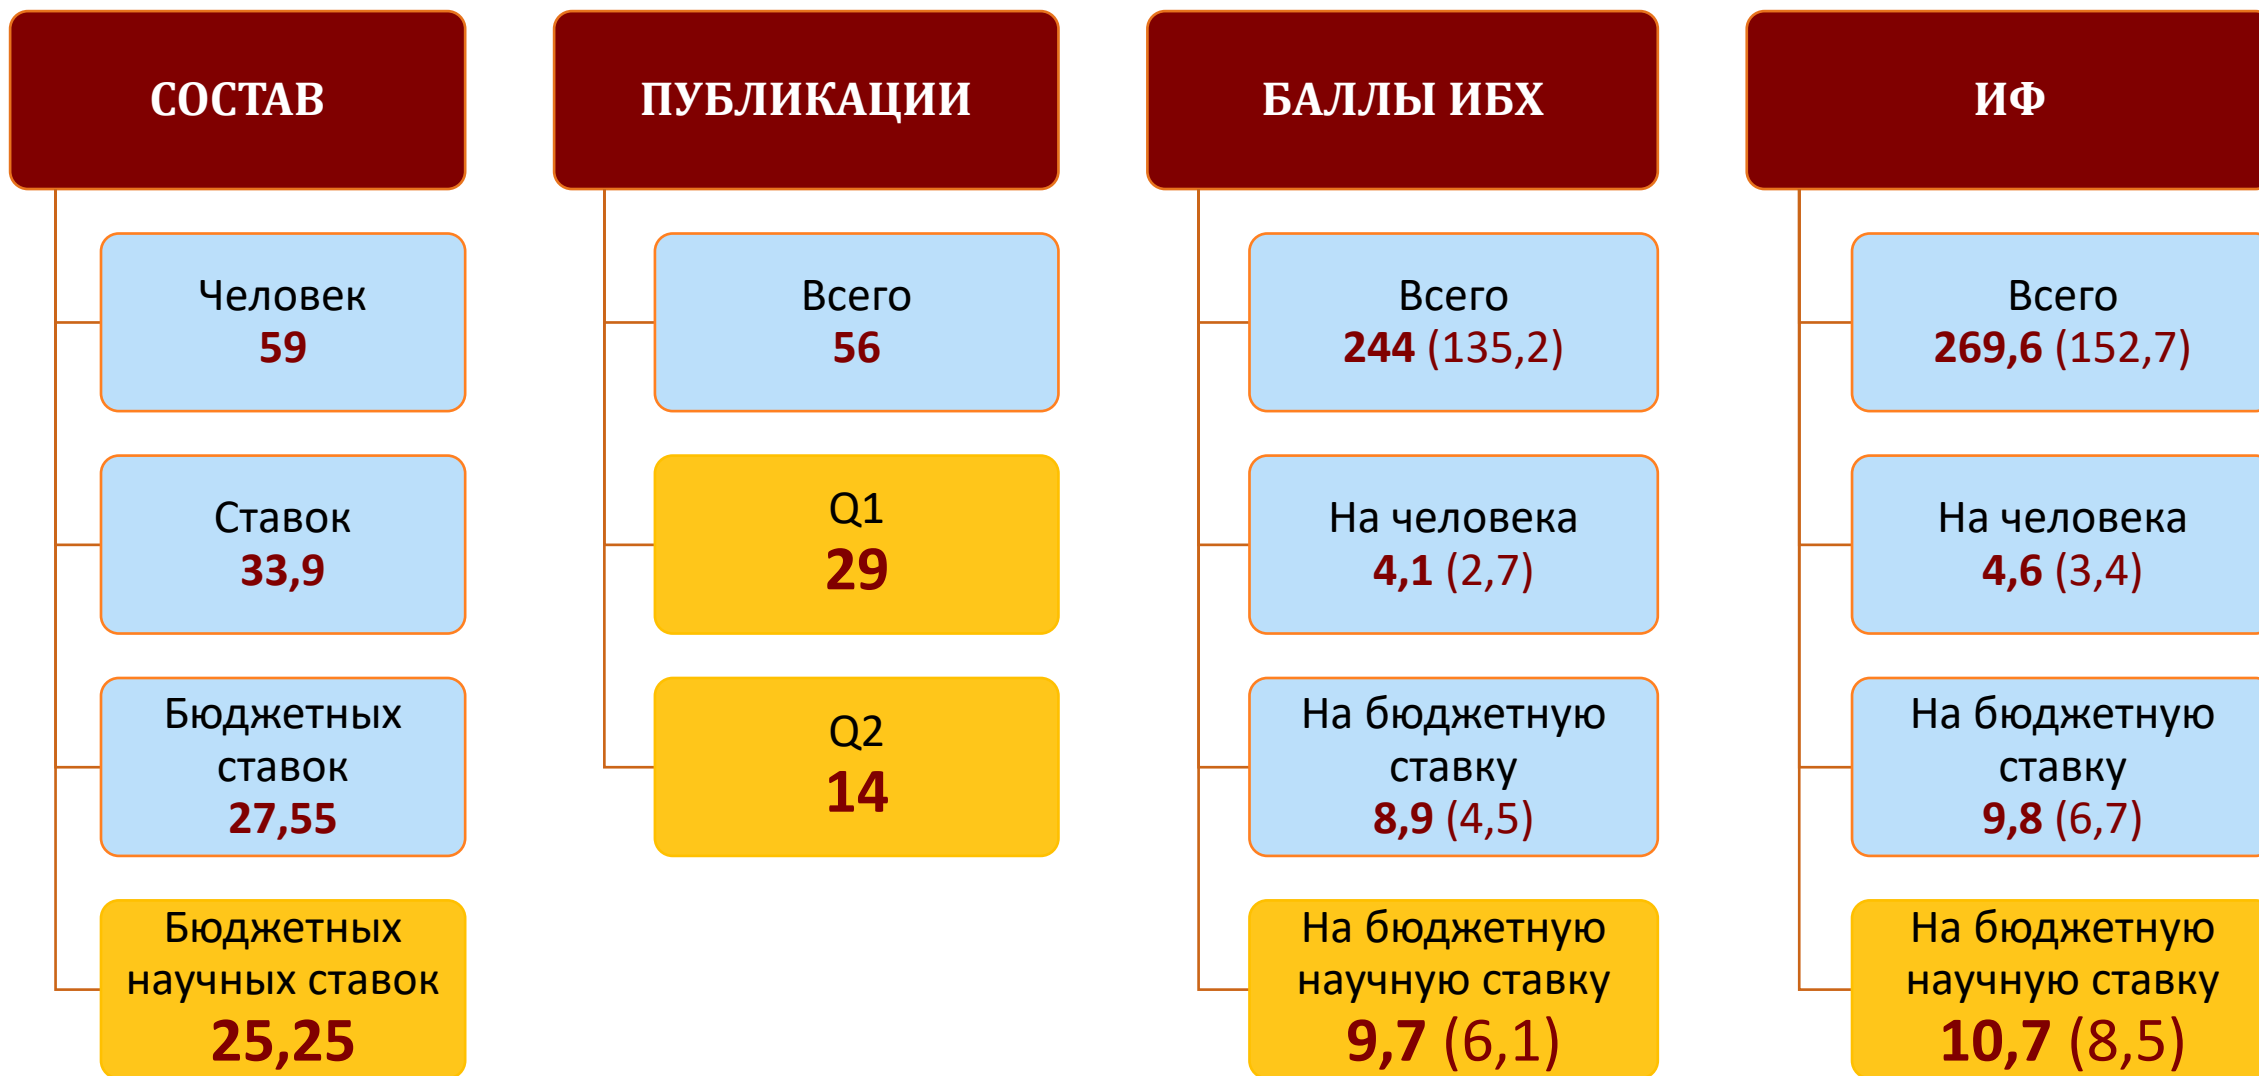 СОСТАВ
Человек
59
Ставок
33,9
Бюджетных
ставок
27,55
Бюджетных
научных ставок
25,25
ПУБЛИКАЦИИ
Всего
56
Q1
29
Q2
14
БАЛЛЫ ИБХ
Всего
244 (135,2)
На человека
4,1 (2,7)
На бюджетную
ставку
8,9 (4,5)
На бюджетную
научную ставку
9,7 (6,1)
ИФ
Всего
269,6 (152,7)
На человека
4,6 (3,4)
На бюджетную
ставку
9,8 (6,7)
На бюджетную
научную ставку
10,7 (8,5)